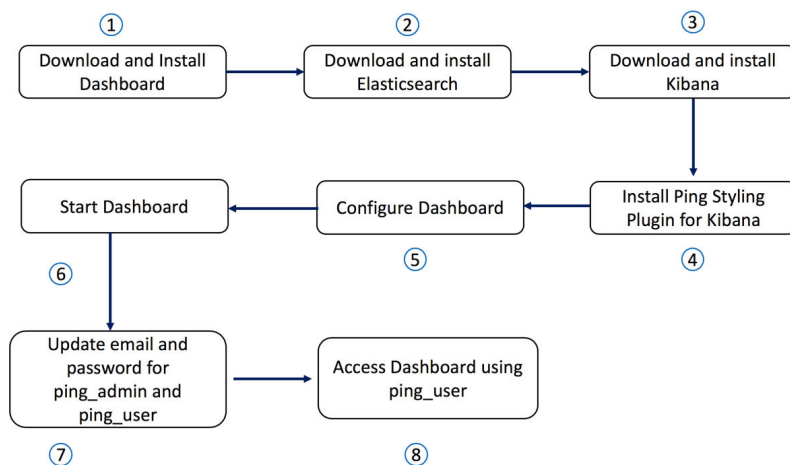 ①
②
③
Download and Install
Dashboard
Download and install
Elasticsearch
Download and install
Kibana
Install Ping Styling
Plugin for Kibana
④
Configure Dashboard
⑤
Start Dashboard
⑥
Update email and
password for
ping_admin and
ping_user
⑦
Access Dashboard using
ping_user
⑧